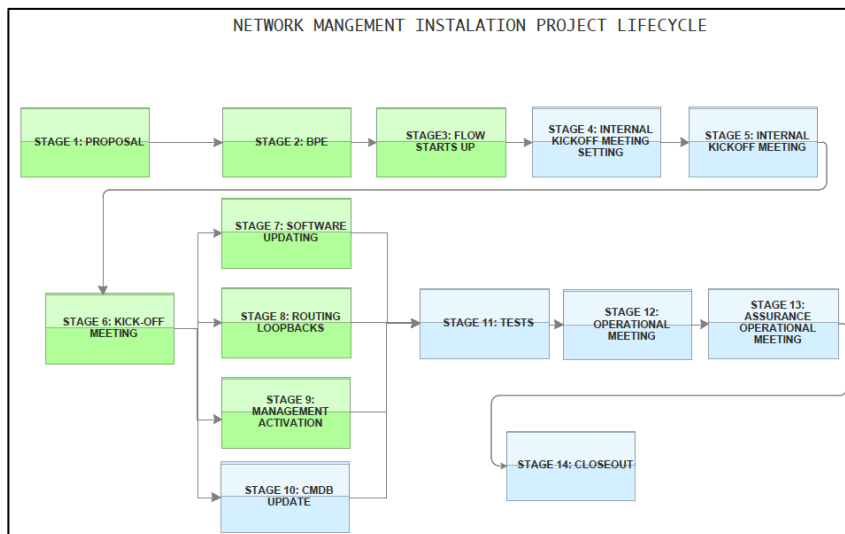 NETWORK MANGEMENT INSTALATION PROJECT LIFECYCLE
STAGE 1: PROPOSAL
STAGE 2: BPE
STAGE3: FLOW
STARTS UP
STAGE 4: INTERNAL
KICKOFF MEETING
SETTING
STAGE 5: INTERNAL
KICKOFF MEETING
STAGE 6: KICK-OFF
MEETING
STAGE 7: SOFTWARE
UPDATING
STAGE 8: ROUTING
LOOPBACKS
STAGE 9:
MANAGEMENT
ACTIVATION
STAGE 10: CMDB
UPDATE
STAGE 11: TESTS
STAGE 12:
OPERATIONAL
MEETING
STAGE 13:
ASSURANCE
OPERATIONAL
MEETING
STAGE 14: CLOSEOUT